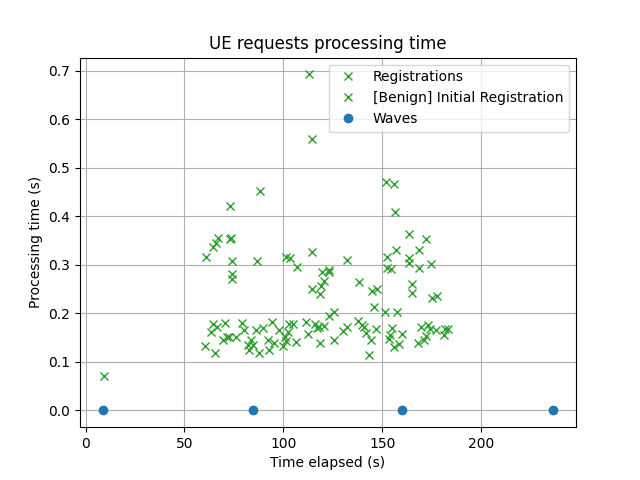 UE requests processing time
Registrations
[Benign] Initial Registration
Waves
0.7
0.6
0.5
0.4
0.3
0.2
0.1
0.0
Processing time (s)
0
50
100
150
200
Time elapsed (s)